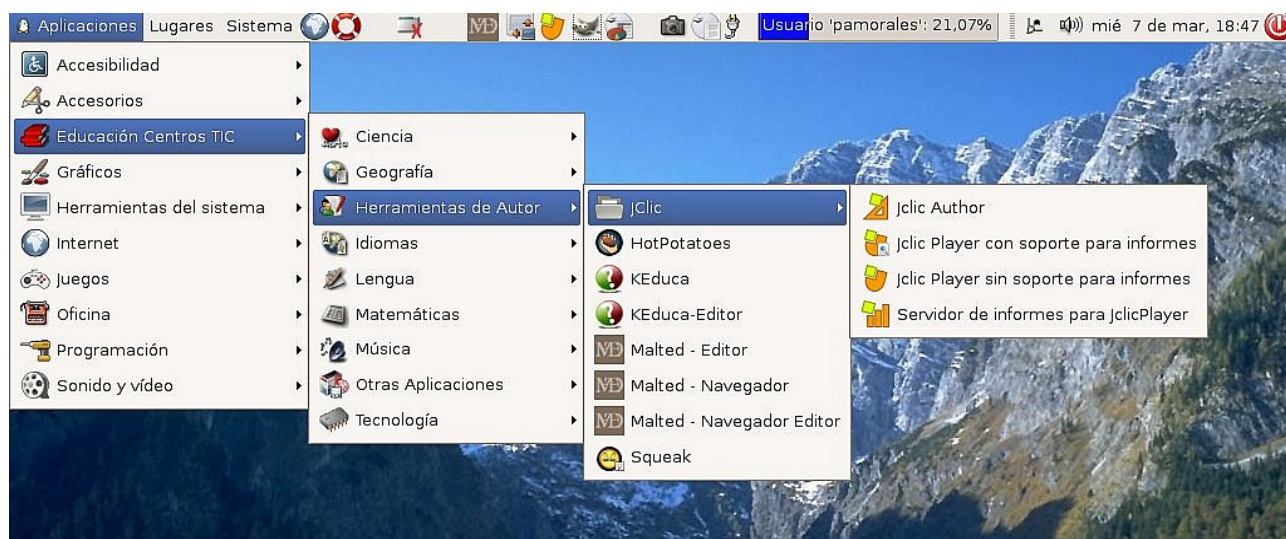 Aplicaciones Lugares Sistema Usuario 'pamorales': 21,07% mié 7 de mar, 18:47
Accesibilidad
Accesorios
Educación Centros TIC
Gráficos
Herramientas del sistema
Internet
Juegos
Oficina
Programación
Sonido y vídeo
Ciencia
Geografía
Herramientas de Autor
Idiomas
Lengua
Matemáticas
Música
Otras Aplicaciones
Tecnología
JClic
HotPotatoes
KEduca
KEduca-Editor
Malted - Editor
Malted - Navegador
Malted - Navegador Editor
Squeak
Jclic Author
Jclic Player con soporte para informes
Jclic Player sin soporte para informes
Servidor de informes para JclicPlayer